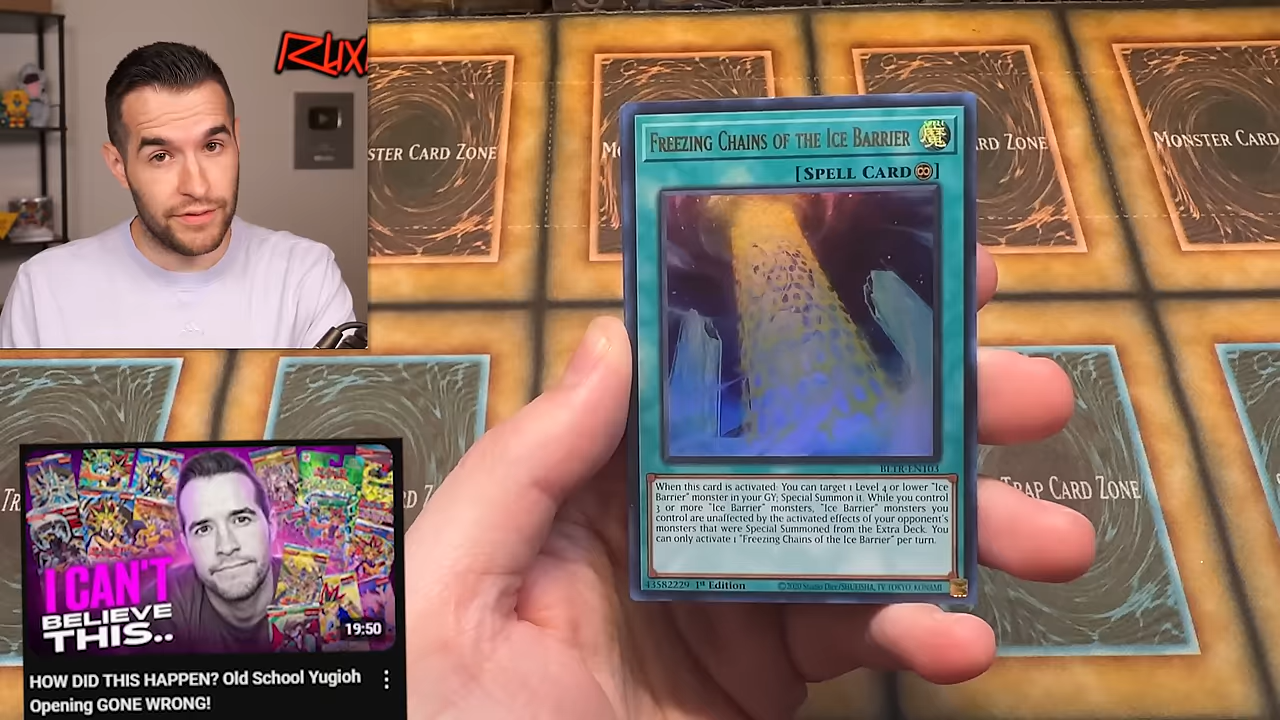 Rux
STER CARD ZONE
MONSTER CARD
RD ZONE
FREEZING CHAINS OF THE ICE BARRIER
[SPELL CARD]
BLTR-EN103
When this card is activated: You can target 1 Level 4 or lower "Ice
Barrier" monster in your GY; Special Summon it. While you control
3 or more "Ice Barrier" monsters, "Ice Barrier" monsters you
control are unaffected by the activated effects of your opponent's
monsters that were Special Summoned from the Extra Deck. You
can only activate 1 "Freezing Chains of the Ice Barrier" per turn.
43582229 1st Edition
©2020 Studio Dice/SHUEISHA, TV TOKYO, KONAMI
TRAP CARD ZONE
I CAN'T
BELIEVE
THIS..
19:50
HOW DID THIS HAPPEN? Old School Yugioh
Opening GONE WRONG!